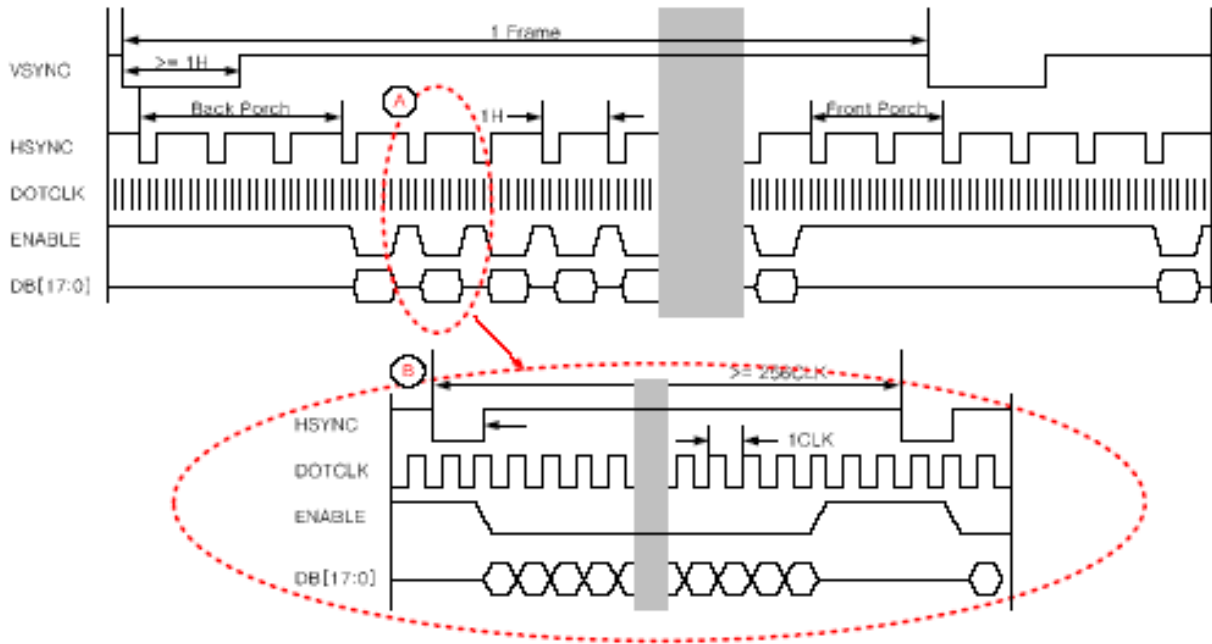 1 Frame
>= 1H
VSYNC
Back Porch
A
1H
Front Porch
HSYNC
DOTCLK
ENABLE
DB[17:0]
B
>= 256CLK
HSYNC
1CLK
DOTCLK
ENABLE
DB[17:0]